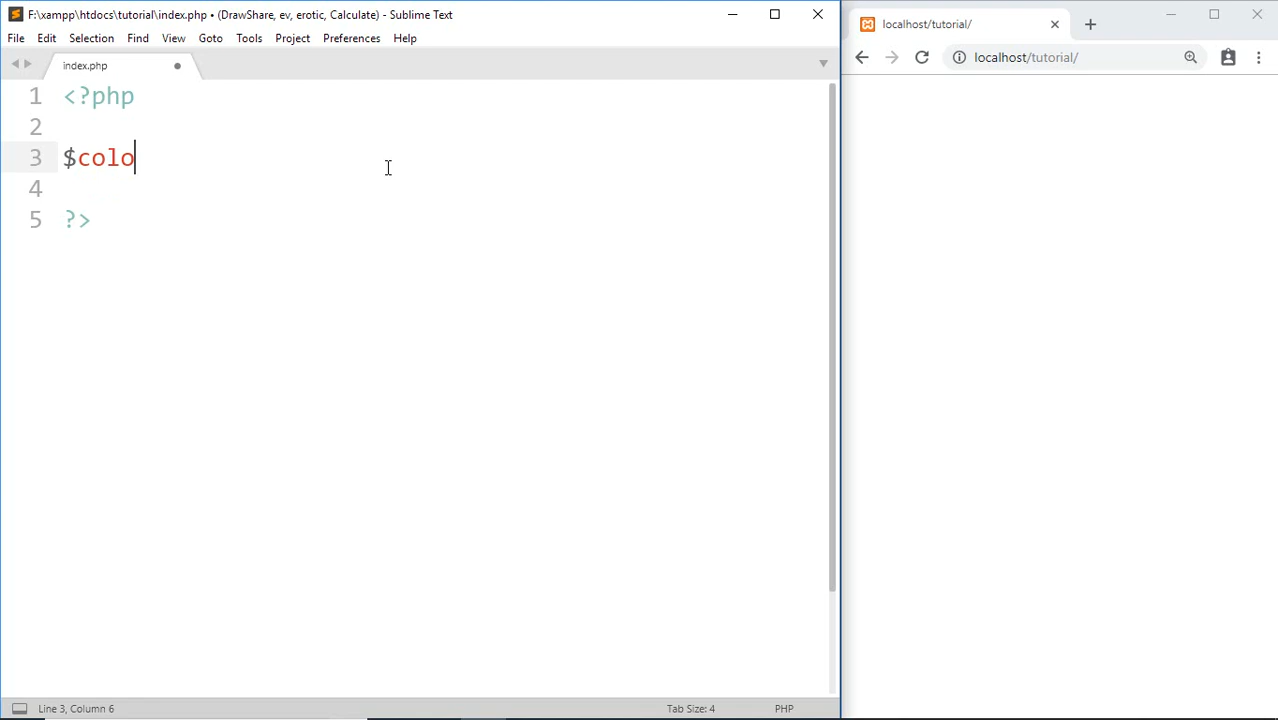 F:\xampp\htdocs\tutorial\index.php • (DrawShare, ev, erotic, Calculate) - Sublime Text
localhost/tutorial/
File Edit Selection Find View Goto Tools Project Preferences Help
localhost/tutorial/
index.php
1 <?php
2
3 $colo
4
5 ?>
Line 3, Column 6
Tab Size: 4
PHP